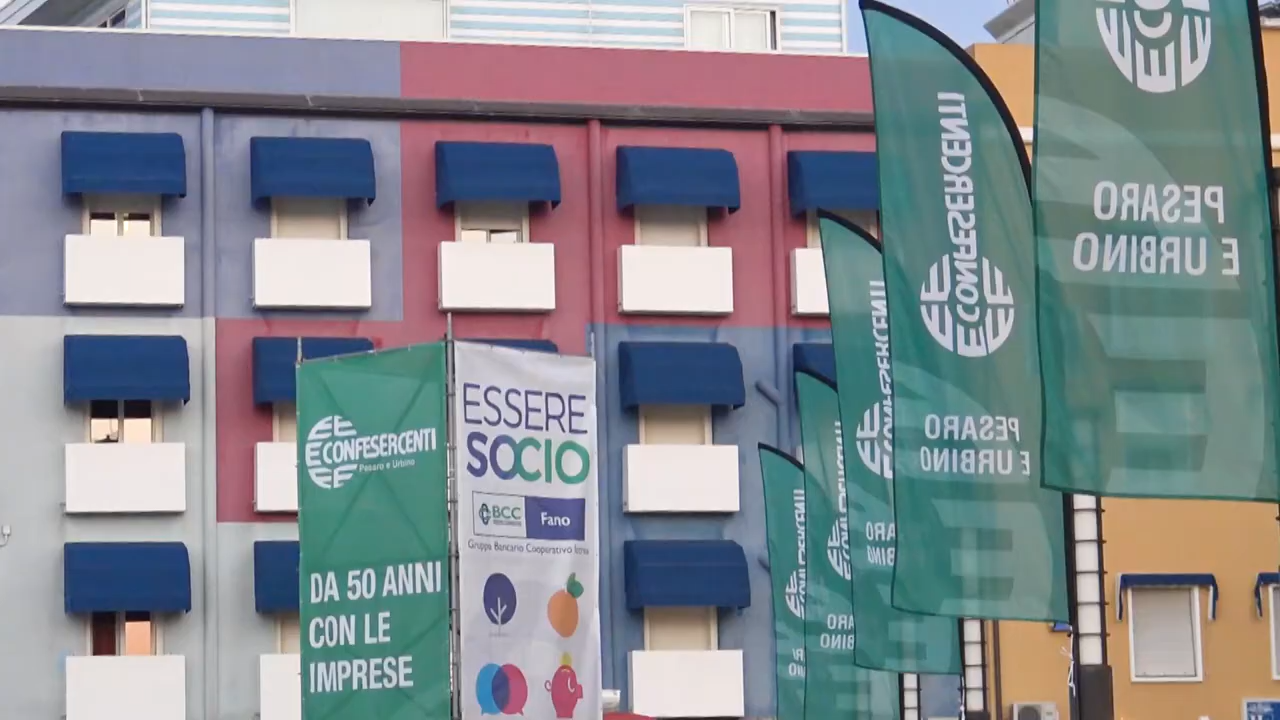 CONFESERCENTI
Pesaro e Urbino
DA 50 ANNI
CON LE
IMPRESE
ESSERE
SOCIO
BCC
Fano
Gruppo Bancario Cooperativo Iccrea
CONFESERCENTI
PESARO
E URBINO
CONFESERCENTI
PESARO
E URBINO